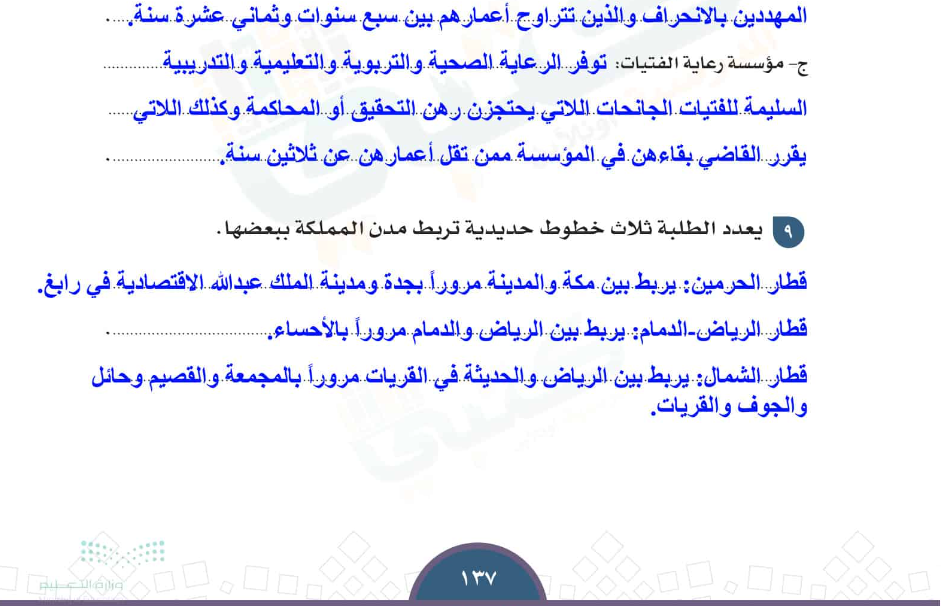 المهددين بالانحراف والذين تتراوح أعمارهم بين سبع سنوات وثماني عشرة سنة.
ج- مؤسسة رعاية الفتيات: توفر الرعاية الصحية والتربوية والتعليمية والتدريبية
السليمة للفتيات الجانحات اللاتي يحتجزن رهن التحقيق أو المحاكمة وكذلك اللاتي
يقرر القاضي بقاءهن في المؤسسة ممن تقل أعمارهن عن ثلاثين سنة.
٩ يعدد الطلبة ثلاث خطوط حديدية تربط مدن المملكة ببعضها.
قطار الحرمين: يربط بين مكة والمدينة مروراً بجدة ومدينة الملك عبدالله الاقتصادية في رابغ.
قطار الرياض-الدمام: يربط بين الرياض والدمام مروراً بالأحساء.
قطار الشمال: يربط بين الرياض والحديثة في القريات مروراً بالمجمعة والقصيم وحائل
والجوف والقريات.
وزارة التعليم
١٣٧